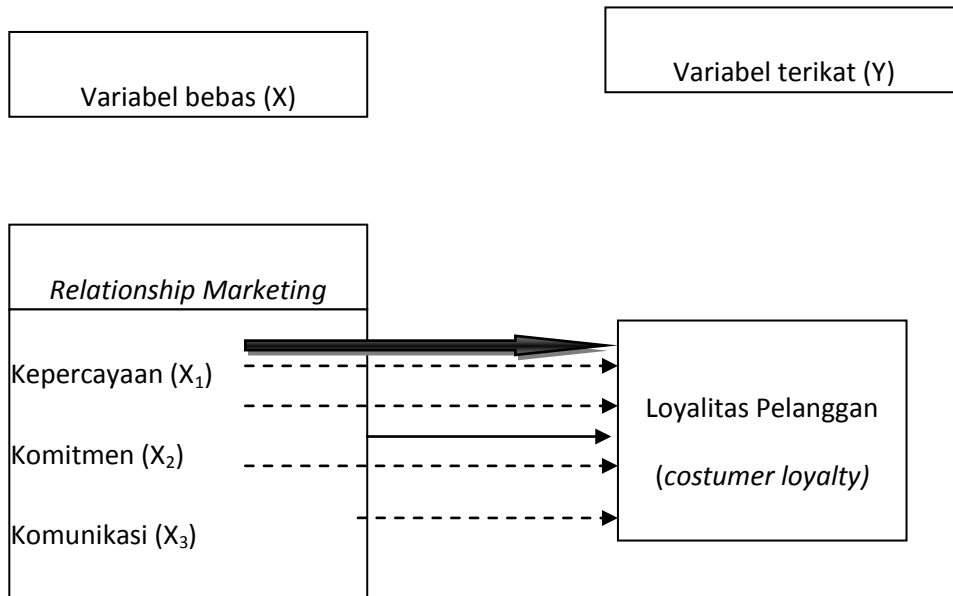 Variabel bebas (X)
Variabel terikat (Y)
Relationship Marketing
Kepercayaan (X₁)
Komitmen (X₂)
Komunikasi (X₃)
Loyalitas Pelanggan
(costumer loyalty)